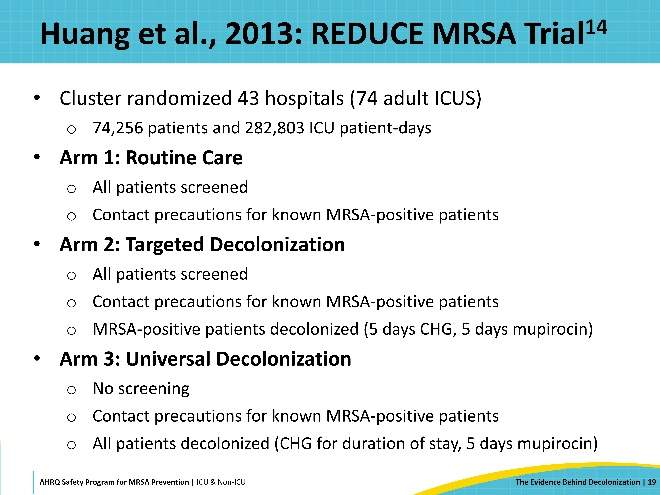 Huang et al., 2013: REDUCE MRSA Trial14
• Cluster randomized 43 hospitals (74 adult ICUS)
o 74,256 patients and 282,803 ICU patient-days
• Arm 1: Routine Care
o All patients screened
o Contact precautions for known MRSA-positive patients
• Arm 2: Targeted Decolonization
o All patients screened
o Contact precautions for known MRSA-positive patients
o MRSA-positive patients decolonized (5 days CHG, 5 days mupirocin)
• Arm 3: Universal Decolonization
o No screening
o Contact precautions for known MRSA-positive patients
o All patients decolonized (CHG for duration of stay, 5 days mupirocin)
AHRQ Safety Program for MRSA Prevention | ICU & Non-ICU
The Evidence Behind Decolonization | 19